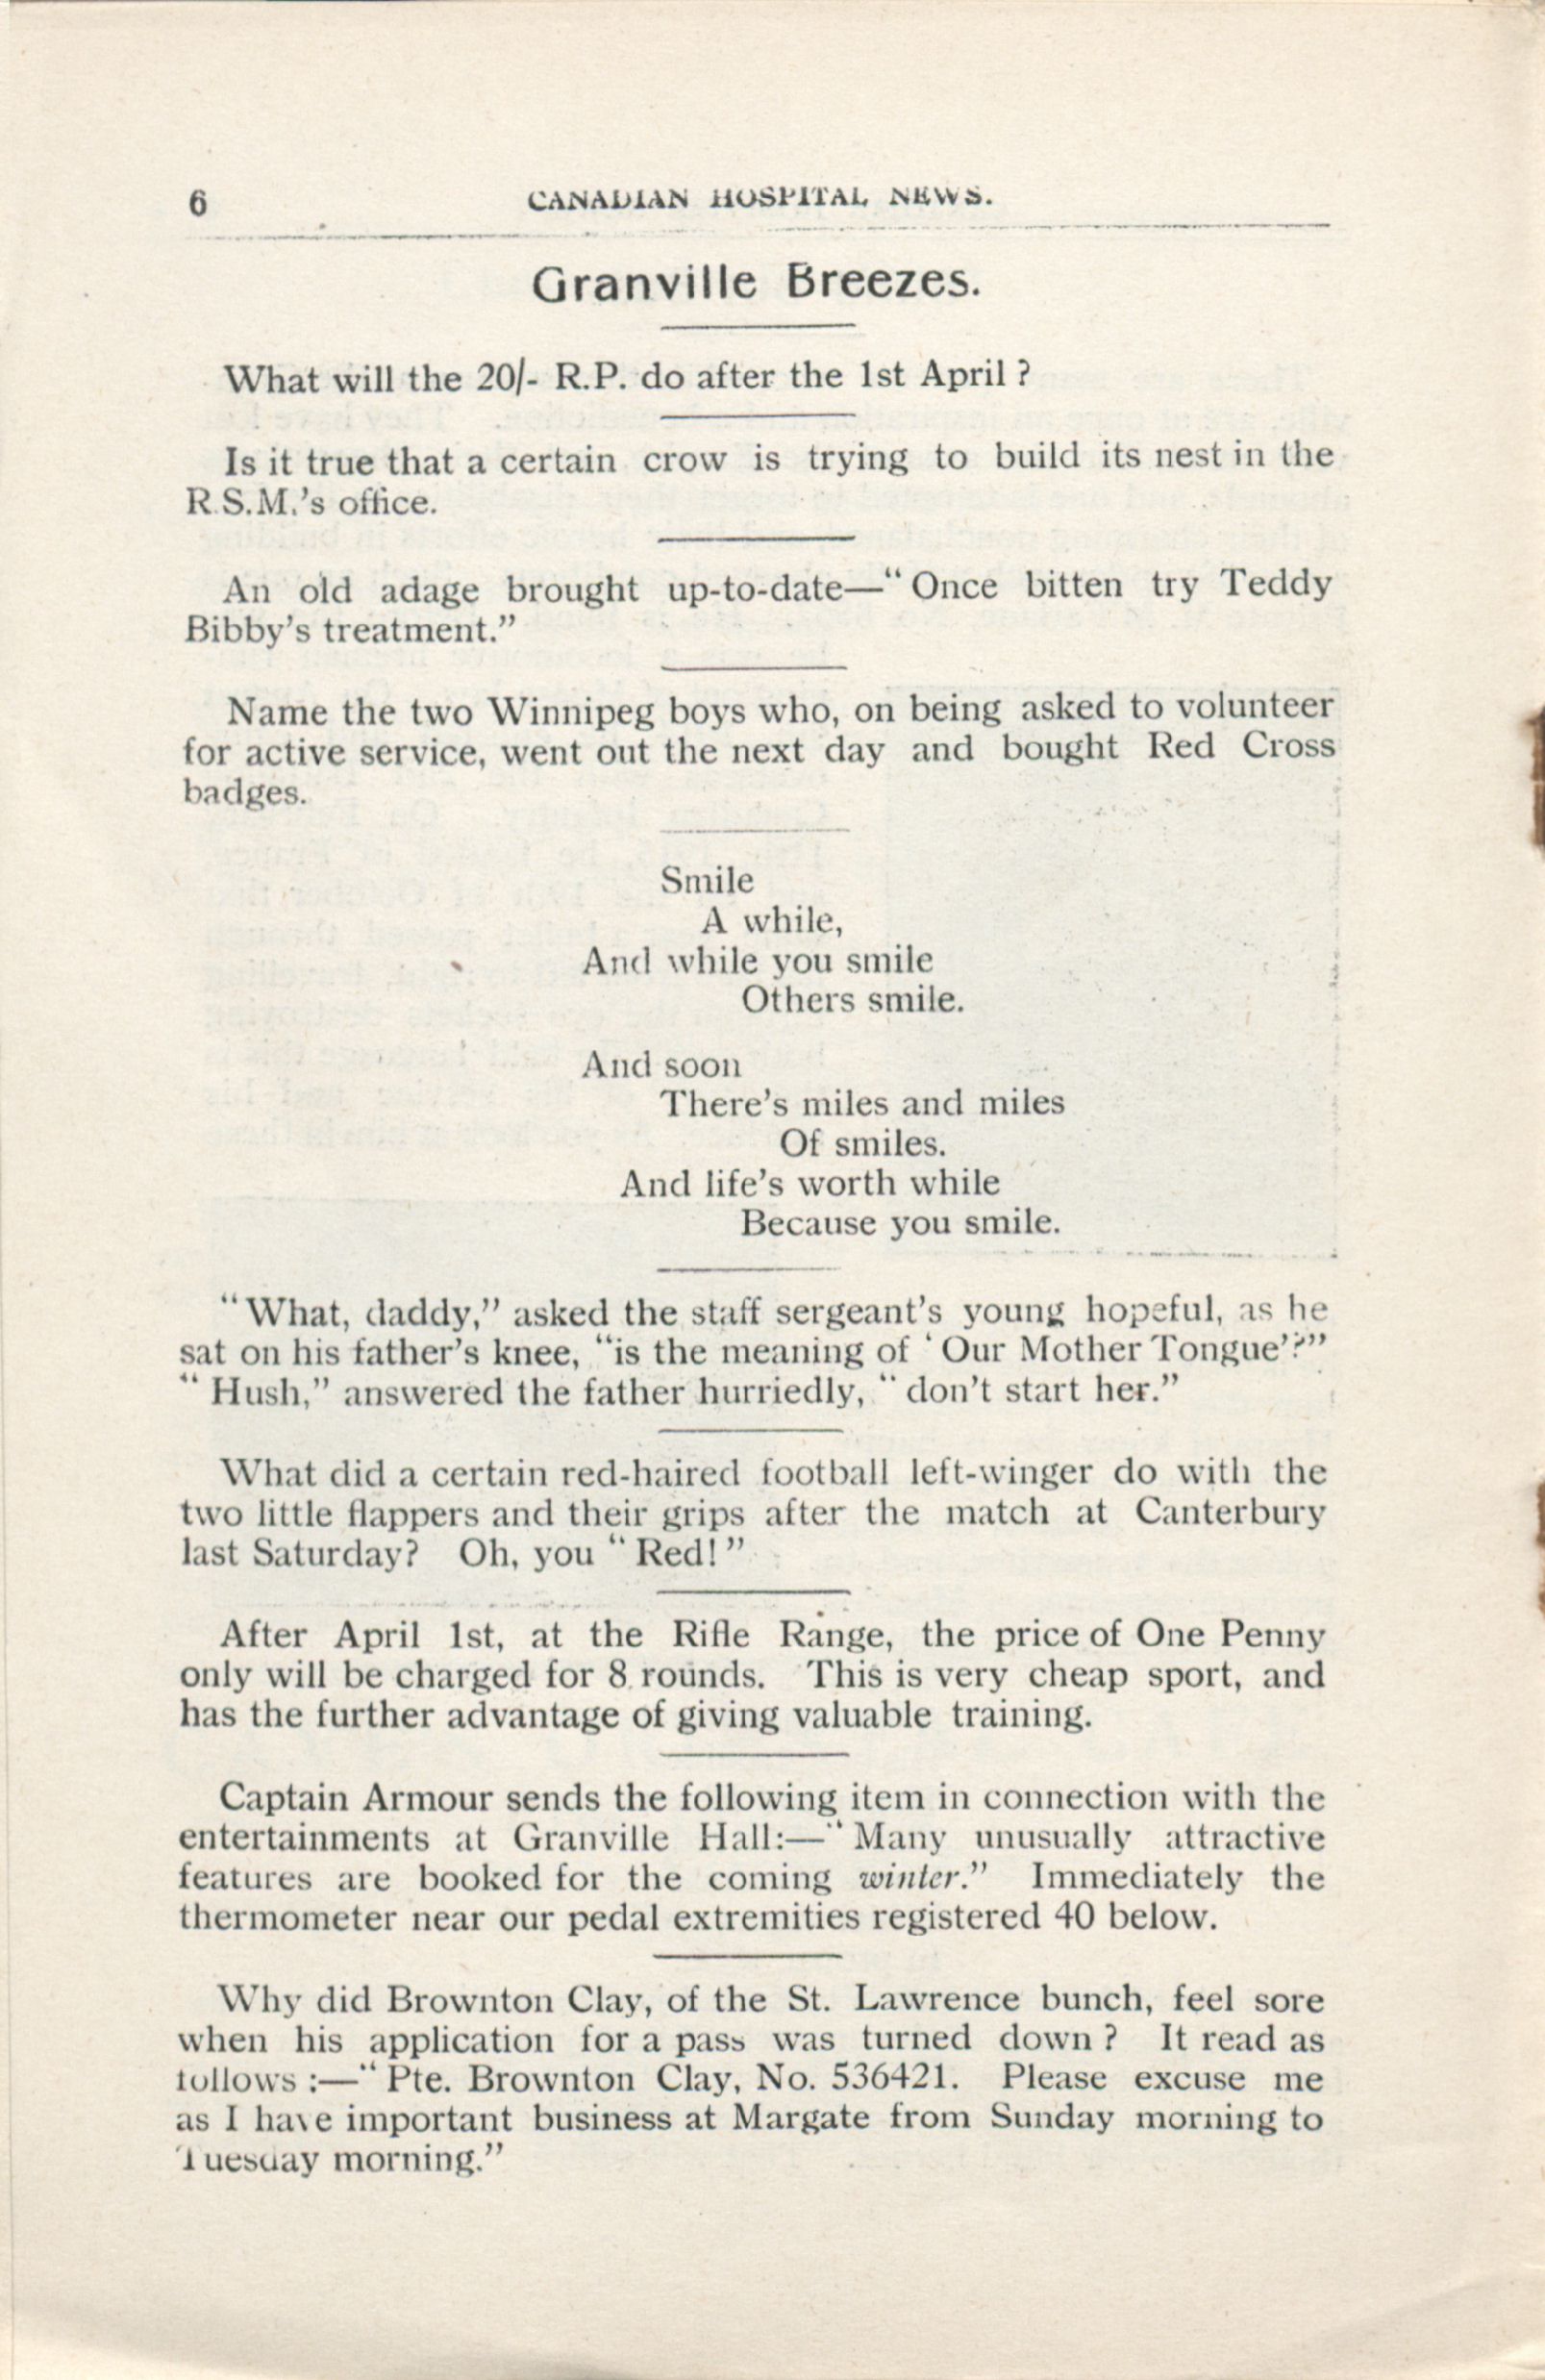 6 CANADIAN HOSPITAL NEWS.
Granville Breezes.
What will the 20/- R.P. do after the 1st April ?
Is it true that a certain crow is trying to build its nest in the
R.S.M.'s office.
An old adage brought up-to-date—“Once bitten try Teddy
Bibby's treatment.”
Name the two Winnipeg boys who, on being asked to volunteer
for active service, went out the next day and bought Red Cross
badges.
Smile
A while,
And while you smile
Others smile.
And soon
There's miles and miles
Of smiles.
And life's worth while
Because you smile.
“What, daddy,” asked the staff sergeant's young hopeful, as he
sat on his father's knee, “is the meaning of ‘Our Mother Tongue’?”
“Hush,” answered the father hurriedly, “don't start her.”
What did a certain red-haired football left-winger do with the
two little flappers and their grips after the match at Canterbury
last Saturday? Oh, you “Red!”
After April 1st, at the Rifle Range, the price of One Penny
only will be charged for 8 rounds. This is very cheap sport, and
has the further advantage of giving valuable training.
Captain Armour sends the following item in connection with the
entertainments at Granville Hall:—“Many unusually attractive
features are booked for the coming winter.” Immediately the
thermometer near our pedal extremities registered 40 below.
Why did Brownton Clay, of the St. Lawrence bunch, feel sore
when his application for a pass was turned down ? It read as
follows :—“Pte. Brownton Clay, No. 536421. Please excuse me
as I have important business at Margate from Sunday morning to
Tuesday morning.”